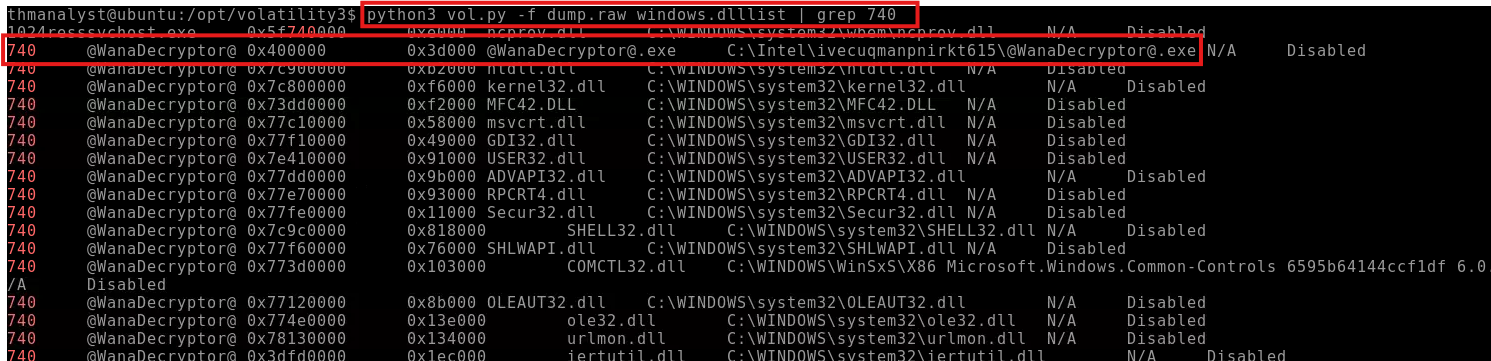 thmanalyst@ubuntu:/opt/volatility3$ python3 vol.py -f dump.raw windows.dlllist | grep 740
1024resssvchost.exe 0x5f740000 0xe000 ncprov.dll C:\WINDOWS\system32\wbem\ncprov.dll N/A Disabled
740 @WanaDecryptor@ 0x400000 0x3d000 @WanaDecryptor@.exe C:\Intel\ivecuqmanpnirkt615\@WanaDecryptor@.exe N/A Disabled
740 @WanaDecryptor@ 0x7c900000 0xb2000 ntdll.dll C:\WINDOWS\system32\ntdll.dll N/A Disabled
740 @WanaDecryptor@ 0x7c800000 0xf6000 kernel32.dll C:\WINDOWS\system32\kernel32.dll N/A Disabled
740 @WanaDecryptor@ 0x73dd0000 0xf2000 MFC42.DLL C:\WINDOWS\system32\MFC42.DLL N/A Disabled
740 @WanaDecryptor@ 0x77c10000 0x58000 msvcrt.dll C:\WINDOWS\system32\msvcrt.dll N/A Disabled
740 @WanaDecryptor@ 0x77f10000 0x49000 GDI32.dll C:\WINDOWS\system32\GDI32.dll N/A Disabled
740 @WanaDecryptor@ 0x7e410000 0x91000 USER32.dll C:\WINDOWS\system32\USER32.dll N/A Disabled
740 @WanaDecryptor@ 0x77dd0000 0x9b000 ADVAPI32.dll C:\WINDOWS\system32\ADVAPI32.dll N/A Disabled
740 @WanaDecryptor@ 0x77e70000 0x93000 RPCRT4.dll C:\WINDOWS\system32\RPCRT4.dll N/A Disabled
740 @WanaDecryptor@ 0x77fe0000 0x11000 Secur32.dll C:\WINDOWS\system32\Secur32.dll N/A Disabled
740 @WanaDecryptor@ 0x7c9c0000 0x818000 SHELL32.dll C:\WINDOWS\system32\SHELL32.dll N/A Disabled
740 @WanaDecryptor@ 0x77f60000 0x76000 SHLWAPI.dll C:\WINDOWS\system32\SHLWAPI.dll N/A Disabled
740 @WanaDecryptor@ 0x773d0000 0x103000 COMCTL32.dll C:\WINDOWS\WinSxS\X86 Microsoft.Windows.Common-Controls 6595b64144ccf1df 6.0.
/A Disabled
740 @WanaDecryptor@ 0x77120000 0x8b000 OLEAUT32.dll C:\WINDOWS\system32\OLEAUT32.dll N/A Disabled
740 @WanaDecryptor@ 0x774e0000 0x13e000 ole32.dll C:\WINDOWS\system32\ole32.dll N/A Disabled
740 @WanaDecryptor@ 0x78130000 0x134000 urlmon.dll C:\WINDOWS\system32\urlmon.dll N/A Disabled
740 @WanaDecryptor@ 0x3dfd0000 0x1ec000 iertutil.dll C:\WINDOWS\system32\iertutil.dll N/A Disabled